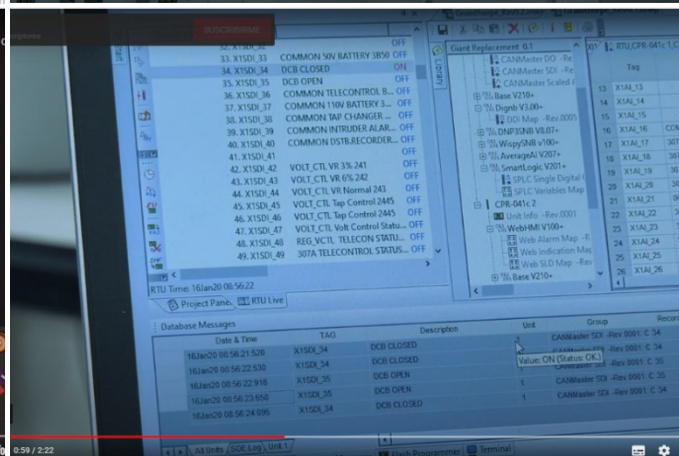 SUSCRIBIRME
OFF
33. X1SDI_33 COMMON 50V BATTERY 3B50 OFF
34. X1SDI_34 DCB CLOSED ON
35. X1SDI_35 DCB OPEN OFF
36. X1SDI_36 COMMON TELECONTROL B... OFF
37. X1SDI_37 COMMON 110V BATTERY 3... OFF
38. X1SDI_38 COMMON TAP CHANGER ... OFF
39. X1SDI_39 COMMON INTRUDER ALAR... OFF
40. X1SDI_40 COMMON DSTB.RECORDER... OFF
41. X1SDI_41 OFF
42. X1SDI_42 VOLT_CTL VR 3% 241 OFF
43. X1SDI_43 VOLT_CTL VR 6% 242 OFF
44. X1SDI_44 VOLT_CTL VR Normal 243 OFF
45. X1SDI_45 VOLT_CTL Tap Control 2445 OFF
46. X1SDI_46 VOLT_CTL Tap Control 2445 OFF
47. X1SDI_47 VOLT_CTL Volt Control Statu... OFF
48. X1SDI_48 REG_VCTL TELECON STATU... OFF
49. X1SDI_49 307A TELECONTROL STATUS... OFF
RTU Time: 16Jan20 08:56:22
RTU Live
Library
Giant Replacement 0.1
CANMaster DO -Re
CANMaster SDI -Re
CANMaster Scaled A
Base V210+
Dignb V3.00+
DDI Map -Rev.0005
DNP3SNB V8.07+
WispySNB v100+
AverageAI V207+
SmartLogic V201+
SPLC Single Digital I
SPLC Variables Map
CPR-041c 2
Unit Info -Rev.0001
WebHMI V100+
Web Alarm Map -R
Web Indication Map
Web SLD Map -Rev
Base V210+
RTU,CPR-041c 1,C
Tag
13 X1AI_13
14 X1AI_14
15 X1AI_15
16 X1AI_16 COM
17 X1AI_17 307
18 X1AI_18 307
19 X1AI_19
20 X1AI_20
21 X1AI_21
22 X1AI_22
23 X1AI_23
24 X1AI_24
25 X1AI_25
26 X1AI_26
Database Messages
Date & Time TAG Description Unit Group Recor
16Jan20 08:56:21.520 X1SDI_34 DCB CLOSED CANMaster SDI -Rev.0001: C 34
16Jan20 08:56:22.530 X1SDI_34 DCB CLOSED
16Jan20 08:56:22.918 X1SDI_35 DCB OPEN 1 CANMaster SDI -Rev.0001: C 35
16Jan20 08:56:23.650 X1SDI_35 DCB OPEN 1 CANMaster SDI -Rev.0001: C 35
16Jan20 08:56:24.095 X1SDI_34 DCB CLOSED 1 CANMaster SDI -Rev.0001: C 34
Value: ON (Status: OK.)
All Units SOE Log Unit 1
Flash Programmer Terminal
0:59 / 2:22